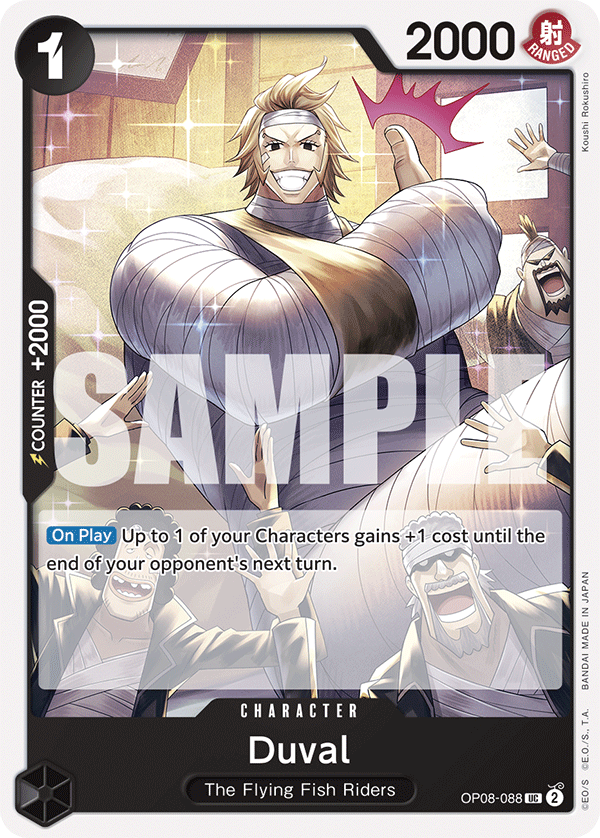 1
2000
射
RANGED
Koushi Rokushiro
COUNTER +2000
SAMPLE
On Play Up to 1 of your Characters gains +1 cost until the
end of your opponent's next turn.
CHARACTER
Duval
The Flying Fish Riders
OP08-088 UC 2
©EO/S ©E.O./S., T.A. BANDAI MADE IN JAPAN